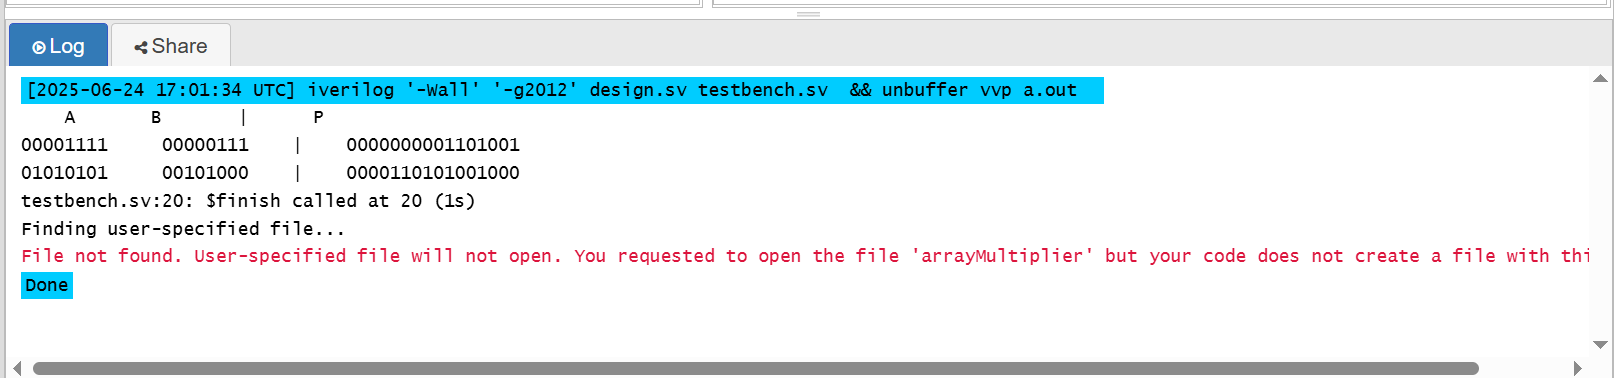 Log Share
[2025-06-24 17:01:34 UTC] iverilog '-Wall' '-g2012' design.sv testbench.sv  && unbuffer vvp a.out
A B | P
00001111 00000111 | 0000000001101001
01010101 00101000 | 0000110101001000
testbench.sv:20: $finish called at 20 (1s)
Finding user-specified file...
File not found. User-specified file will not open. You requested to open the file 'arrayMultiplier' but your code does not create a file with thi
Done